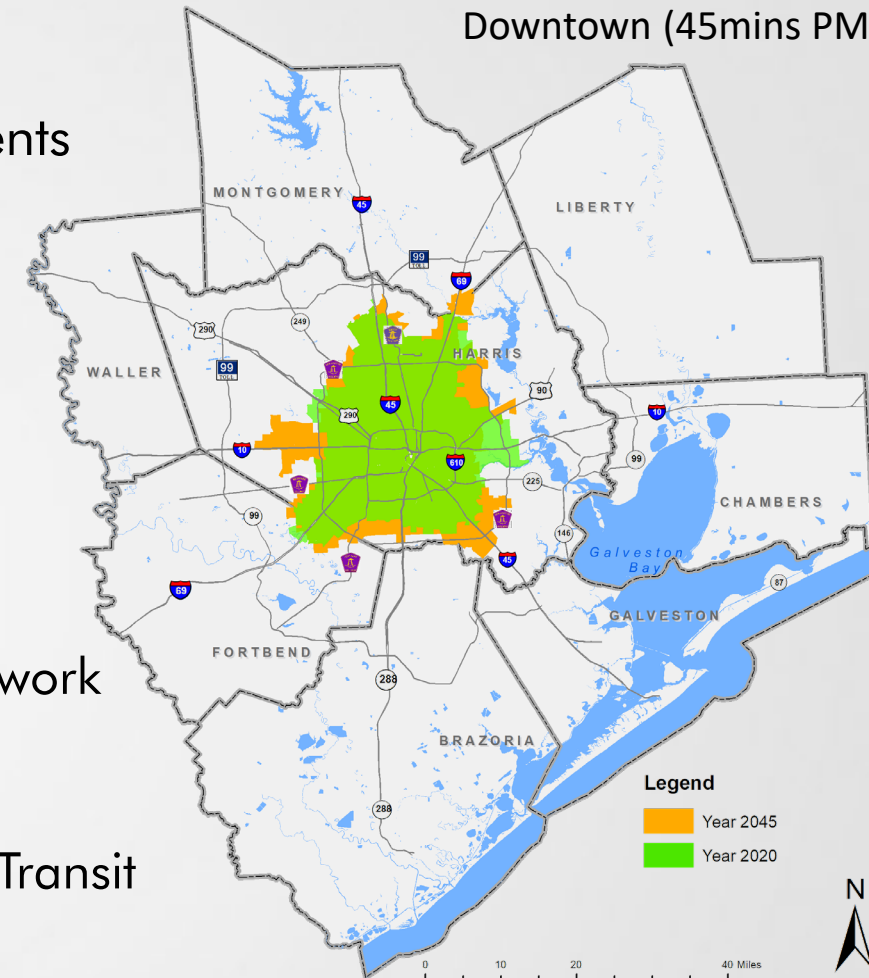 Downtown (45mins PM
ents
MONTGOMERY
LIBERTY
45
99
TOLL
69
290
249
HARRIS
99
TOLL
WALLER
90
290
45
10
10
610
99
225
CHAMBERS
99
146
Galveston
Bay
45
87
69
GALVESTON
FORTBEND
work
288
BRAZORIA
Legend
Year 2045
288
Year 2020
Transit
N
0 10 20 40 Miles